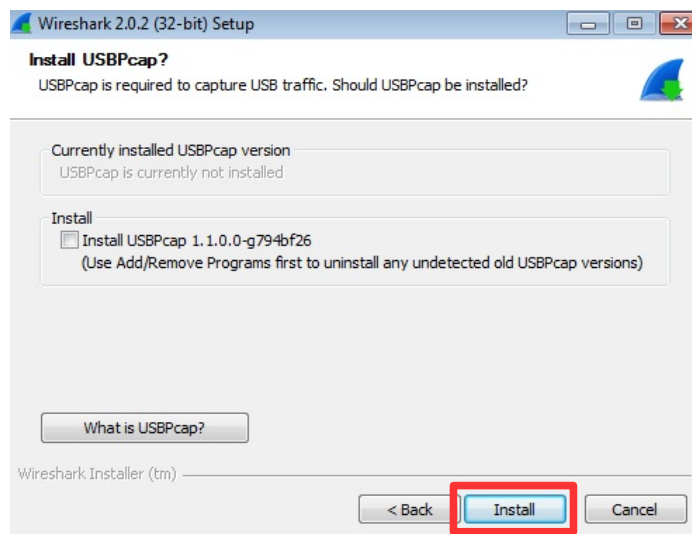 Wireshark 2.0.2 (32-bit) Setup
Install USBPcap?
USBPcap is required to capture USB traffic. Should USBPcap be installed?
Currently installed USBPcap version
USBPcap is currently not installed
Install
Install USBPcap 1.1.0.0-g794bf26
(Use Add/Remove Programs first to uninstall any undetected old USBPcap versions)
What is USBPcap?
Wireshark Installer (tm)
< Back Install Cancel